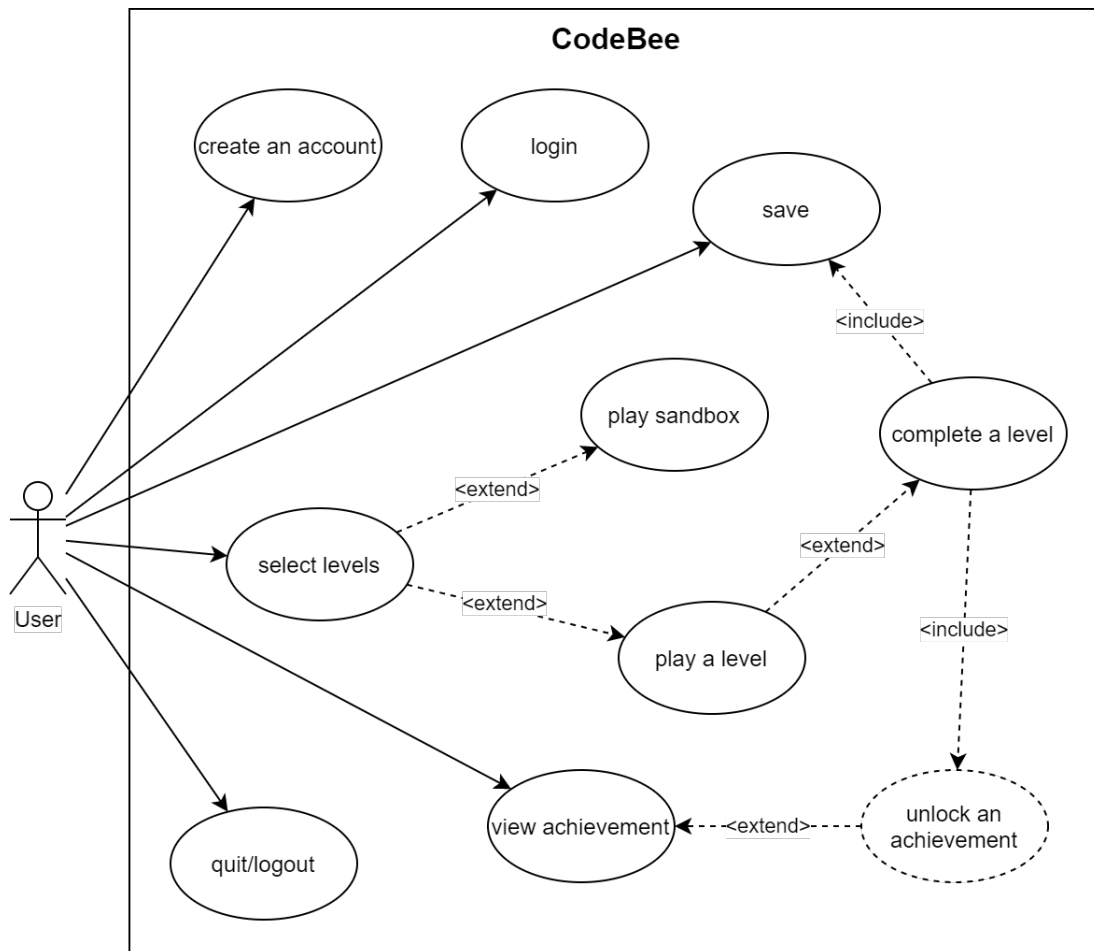 CodeBee
create an account
login
save
<include>
play sandbox
complete a level
<extend>
<extend>
select levels
<extend>
User
<include>
play a level
unlock an
achievement
view achievement
<extend>
quit/logout